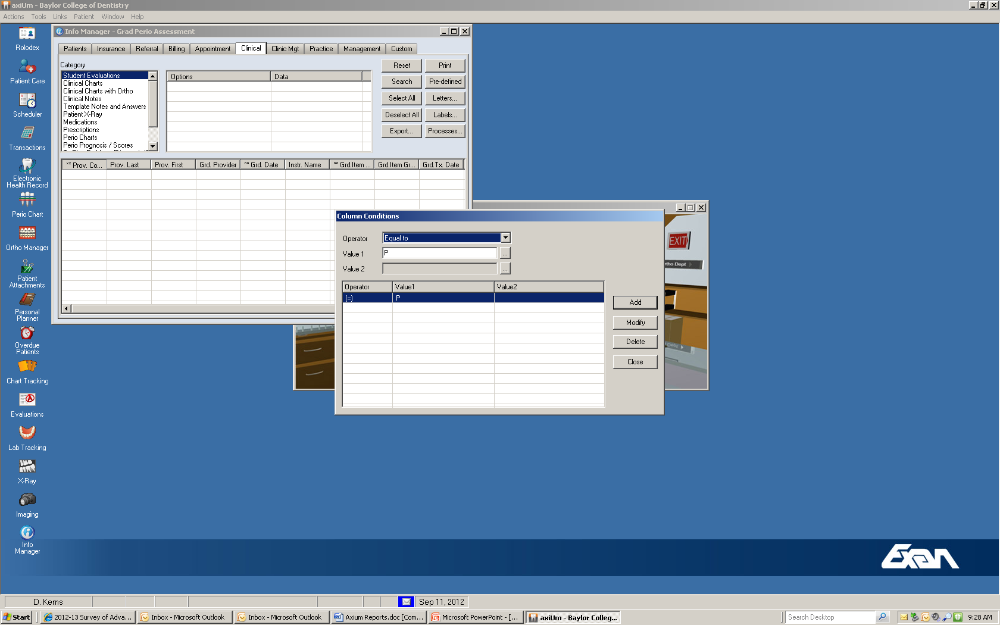 axiUm - Baylor College of Dentistry
Actions Tools Links Patient Window Help
Rolodex
Patient Care
Scheduler
Transactions
Electronic
Health Record
Perio Chart
Ortho Manager
Patient
Attachments
Personal
Planner
Overdue
Patients
Chart Tracking
Evaluations
Lab Tracking
X-Ray
Imaging
Info
Manager
Info Manager - Grad Perio Assessment
Patients Insurance Referral Billing Appointment Clinical Clinic Mgt Practice Management Custom
Category
Student Evaluations
Clinical Charts
Clinical Charts with Ortho
Clinical Notes
Template Notes and Answers
Patient X-Ray
Medications
Prescriptions
Perio Charts
Perio Prognosis / Scores
Options Data
Reset Print
Search Pre-defined
Select All Letters...
Deselect All Labels...
Export... Processes...
** Prov. Co... Prov. Last Prov. First Grd. Provider ** Grd. Date Instr. Name ** Grd.Item ... Grd.Item Gr... Grd.Tx. Date
Column Conditions
Operator Equal to
Value 1 P ...
Value 2 ...
Operator Value1 Value2
(=) P
Add
Modify
Delete
Close
EXIT
rtho Dept
Exan
D. Kerns Sep 11, 2012
Start 2012-13 Survey of Adva... Inbox - Microsoft Outlook Inbox - Microsoft Outlook Axium Reports.doc [Com... Microsoft PowerPoint - [... axiUm - Baylor Colleg... Search Desktop 9:28 AM